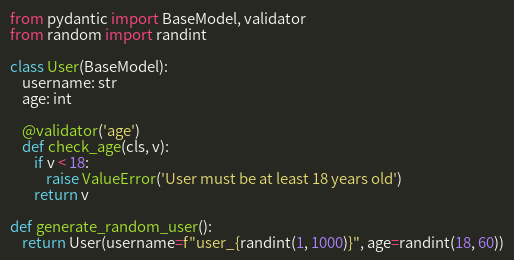 from pydantic import BaseModel, validator
from random import randint

class User(BaseModel):
    username: str
    age: int

    @validator('age')
    def check_age(cls, v):
        if v < 18:
            raise ValueError('User must be at least 18 years old')
        return v

def generate_random_user():
    return User(username=f"user_{randint(1, 1000)}", age=randint(18, 60))